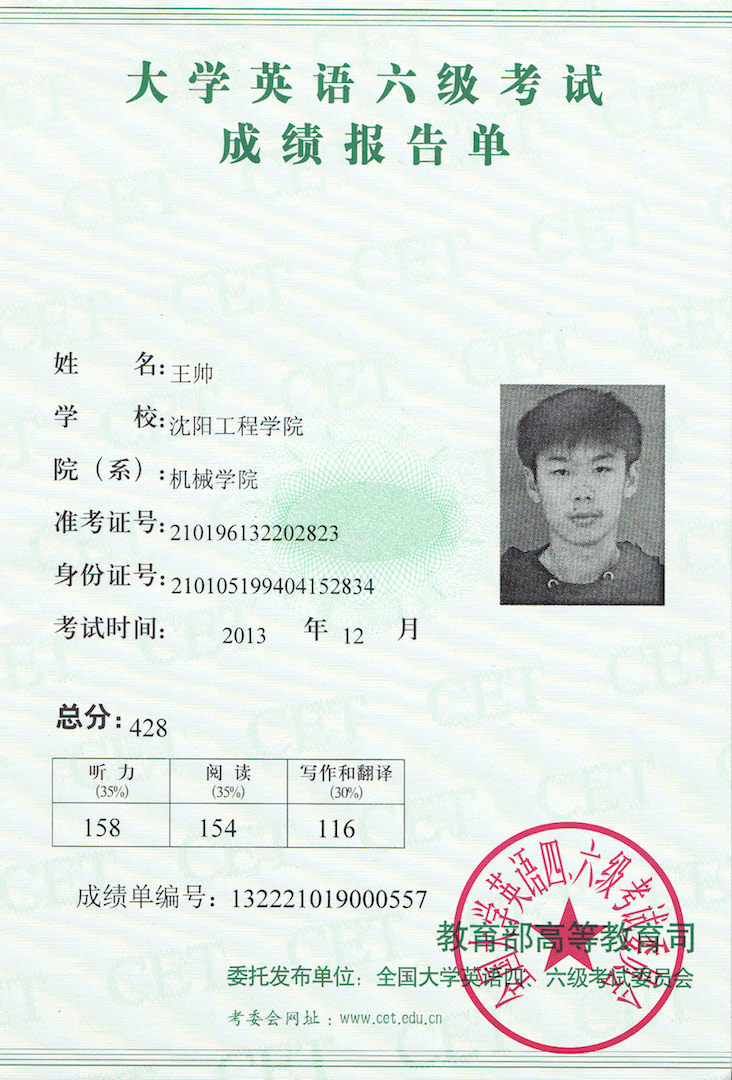 大学英语六级考试
成绩报告单
姓 名: 王帅
学 校: 沈阳工程学院
院（系）: 机械学院
准考证号: 210196132202823
身份证号: 210105199404152834
考试时间: 2013 年 12 月
总分: 428
听 力 阅 读 写作和翻译
(35%) (35%) (30%)
158 154 116
成绩单编号: 132221019000557
全国大学英语四、六级考试委员会
教育部高等教育司
委托发布单位: 全国大学英语四、六级考试委员会
考委会网址: www.cet.edu.cn
CET